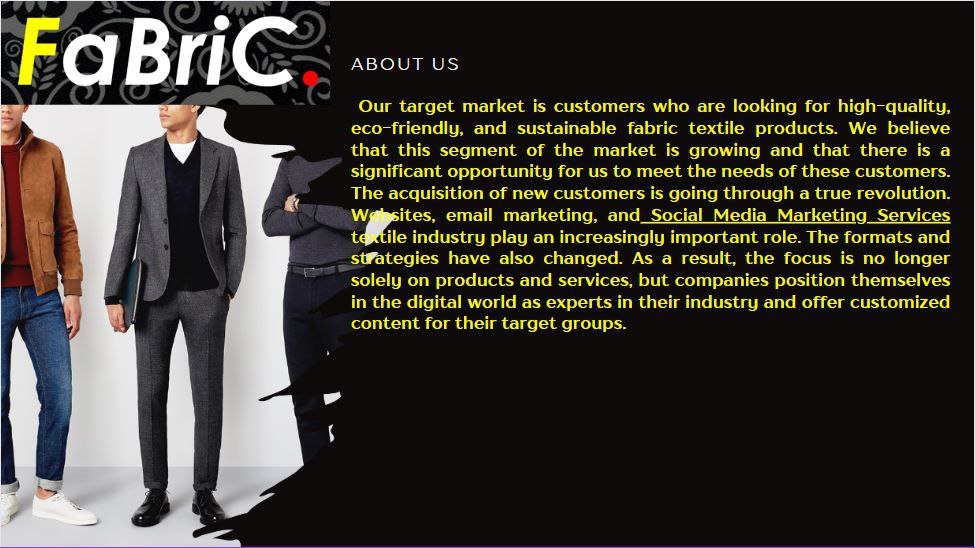 FaBriC.
ABOUT US
Our target market is customers who are looking for high-quality,
eco-friendly, and sustainable fabric textile products. We believe
that this segment of the market is growing and that there is a
significant opportunity for us to meet the needs of these customers.
The acquisition of new customers is going through a true revolution.
Websites, email marketing, and Social Media Marketing Services
textile industry play an increasingly important role. The formats and
strategies have also changed. As a result, the focus is no longer
solely on products and services, but companies position themselves
in the digital world as experts in their industry and offer customized
content for their target groups.